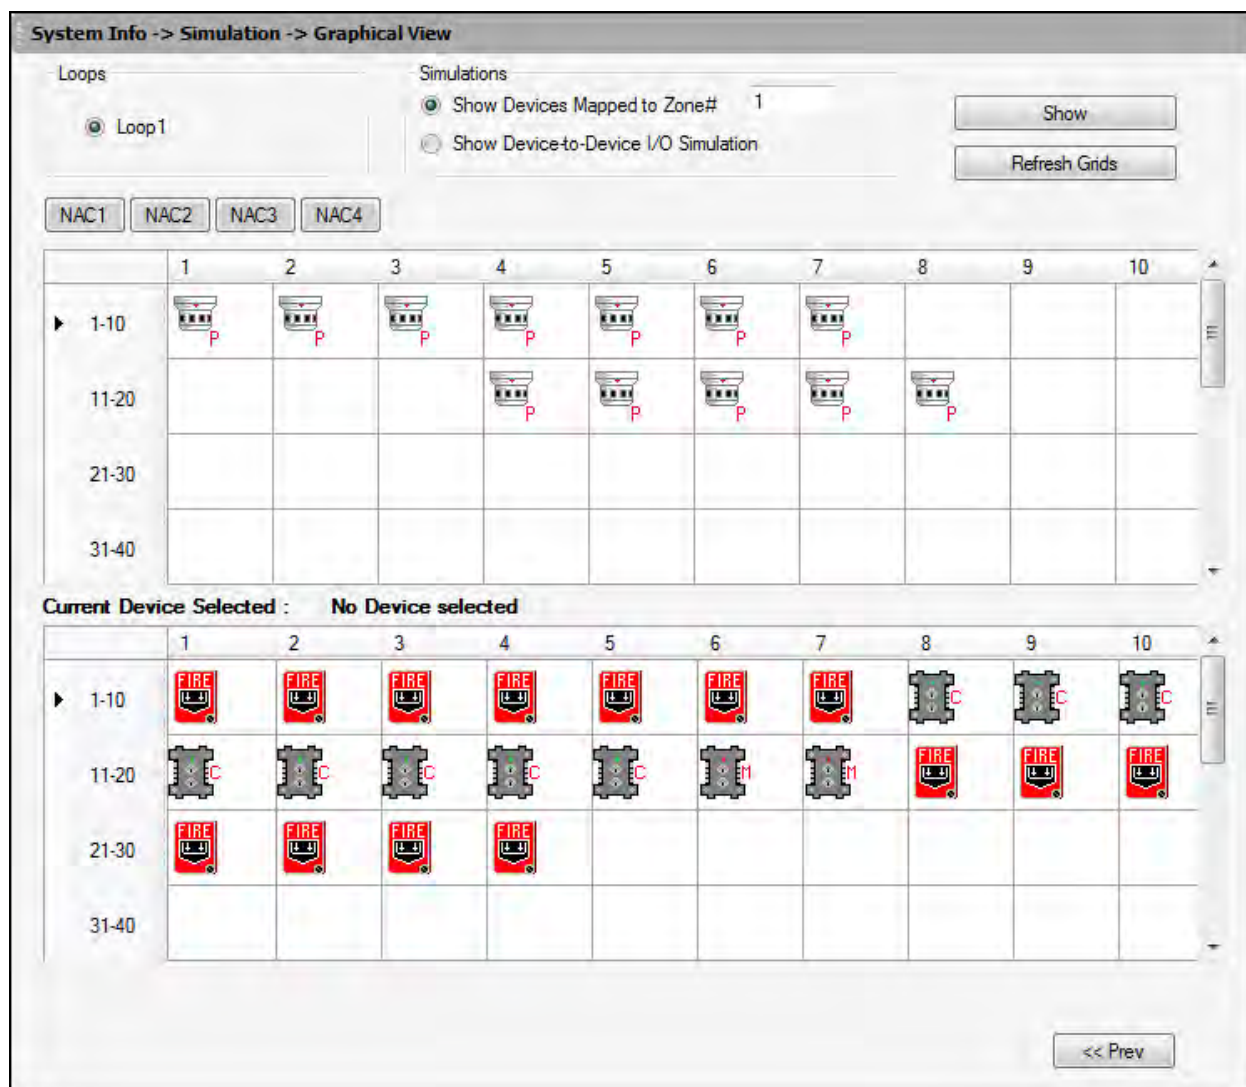 System Info -> Simulation -> Graphical View
Loops
Simulations
Loop1
Show Devices Mapped to Zone# 1
Show
Show Device-to-Device I/O Simulation
Refresh Grids
NAC1 NAC2 NAC3 NAC4
1 2 3 4 5 6 7 8 9 10
1-10 P P P P P P P
11-20 P P P P P
21-30
31-40
Current Device Selected : No Device selected
1 2 3 4 5 6 7 8 9 10
1-10 FIRE FIRE FIRE FIRE FIRE FIRE FIRE C C C
11-20 C C C C C M M FIRE FIRE FIRE
21-30 FIRE FIRE FIRE FIRE
31-40
<< Prev